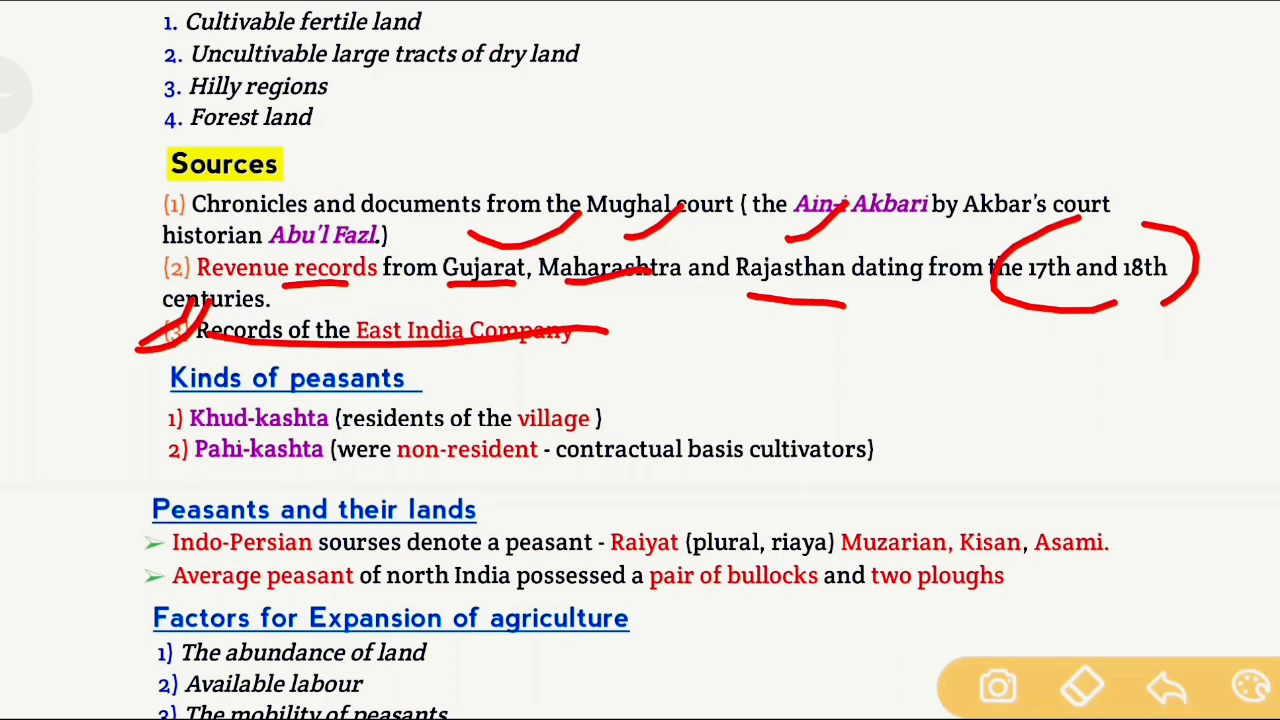 1. Cultivable fertile land
2. Uncultivable large tracts of dry land
3. Hilly regions
4. Forest land
Sources
(1) Chronicles and documents from the Mughal court ( the Ain-i Akbari by Akbar's court
historian Abu'l Fazl.)
(2) Revenue records from Gujarat, Maharashtra and Rajasthan dating from the 17th and 18th
centuries.
(3) Records of the East India Company
Kinds of peasants
1) Khud-kashta (residents of the village )
2) Pahi-kashta (were non-resident - contractual basis cultivators)
Peasants and their lands
➢ Indo-Persian sourses denote a peasant - Raiyat (plural, riaya) Muzarian, Kisan, Asami.
➢ Average peasant of north India possessed a pair of bullocks and two ploughs
Factors for Expansion of agriculture
1) The abundance of land
2) Available labour
3) The mobility of peasants